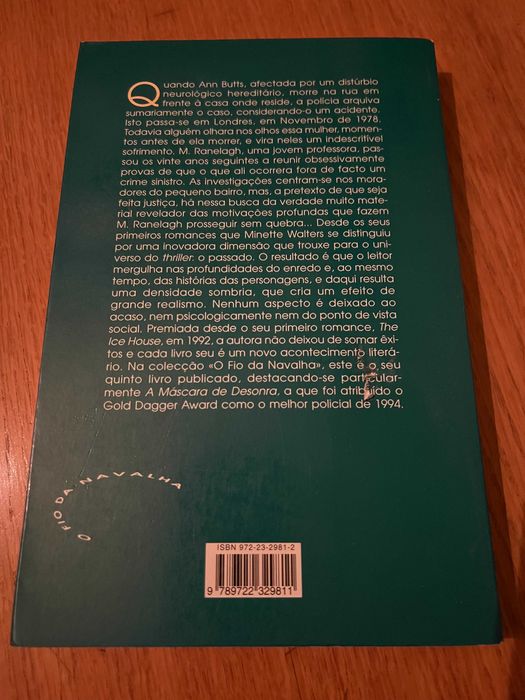 Quando Ann Butts, afectada por um distúrbio
neurológico hereditário, morre na rua em
frente à casa onde reside, a polícia arquiva
sumariamente o caso, considerando-o um acidente.
Isto passa-se em Londres, em Novembro de 1978.
Todavia alguém olhara nos olhos essa mulher, momen-
tos antes de ela morrer, e vira neles um indescritível
sofrimento. M. Ranelagh, uma jovem professora, pas-
sou os vinte anos seguintes a reunir obsessivamente
provas de que o que ali ocorrera fora de facto um
crime sinistro. As investigações centram-se nos mora-
dores do pequeno bairro, mas, a pretexto de que seja
feita justiça, há nessa busca da verdade muito mate-
rial revelador das motivações profundas que fazem
M. Ranelagh prosseguir sem quebra... Desde os seus
primeiros romances que Minette Walters se distinguiu
por uma inovadora dimensão que trouxe para o uni-
verso do thriller: o passado. O resultado é que o leitor
mergulha nas profundidades do enredo e, ao mesmo
tempo, das histórias das personagens, e daqui resulta
uma densidade sombria, que cria um efeito de
grande realismo. Nenhum aspecto é deixado ao
acaso, nem psicologicamente nem do ponto de vista
social. Premiada desde o seu primeiro romance, The
Ice House, em 1992, a autora não deixou de somar êxi-
tos e cada livro seu é um novo acontecimento literá-
rio. Na colecção «O Fio da Navalha», este é o seu
quinto livro publicado, destacando-se particular-
mente A Máscara de Desonra, a que foi atribuído o
Gold Dagger Award como o melhor policial de 1994.
O FIO DA NAVALHA
ISBN 972-23-2981-2
9 789722 329811